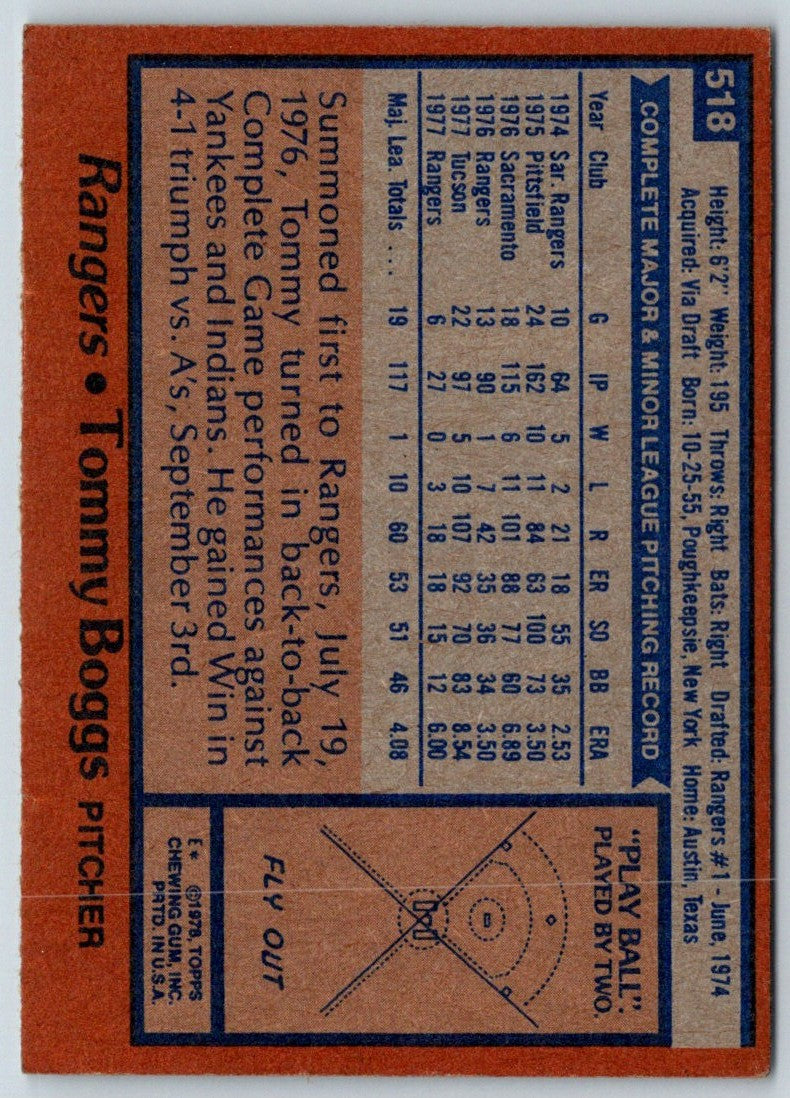 518
Height: 6'2" Weight: 195 Throws: Right Bats: Right Drafted: Rangers #1 - June, 1974
Acquired: Via Draft Born: 10-25-55, Poughkeepsie, New York Home: Austin, Texas
COMPLETE MAJOR & MINOR LEAGUE PITCHING RECORD
Year Club G IP W L R ER SO BB ERA
1974 Sar. Rangers 10 64 5 2 21 18 55 35 2.53
1975 Pittsfield 24 162 10 11 84 63 100 73 3.50
1976 Sacramento 18 115 6 11 101 88 77 60 6.89
1976 Rangers 13 90 1 7 42 35 36 34 3.50
1977 Tucson 22 97 5 10 107 92 70 83 8.54
1977 Rangers 6 27 0 3 18 18 15 12 6.00
Maj. Lea. Totals ... 19 117 1 10 60 53 51 46 4.08
Summoned first to Rangers, July 19,
1976, Tommy turned in back-to-back
Complete Game performances against
Yankees and Indians. He gained Win in
4-1 triumph vs. A's, September 3rd.
"PLAY BALL".
PLAYED BY TWO.
FLY OUT
E* ©1978, TOPPS
CHEWING GUM, INC.
PRTD. IN U.S.A.
Rangers • Tommy Boggs PITCHER